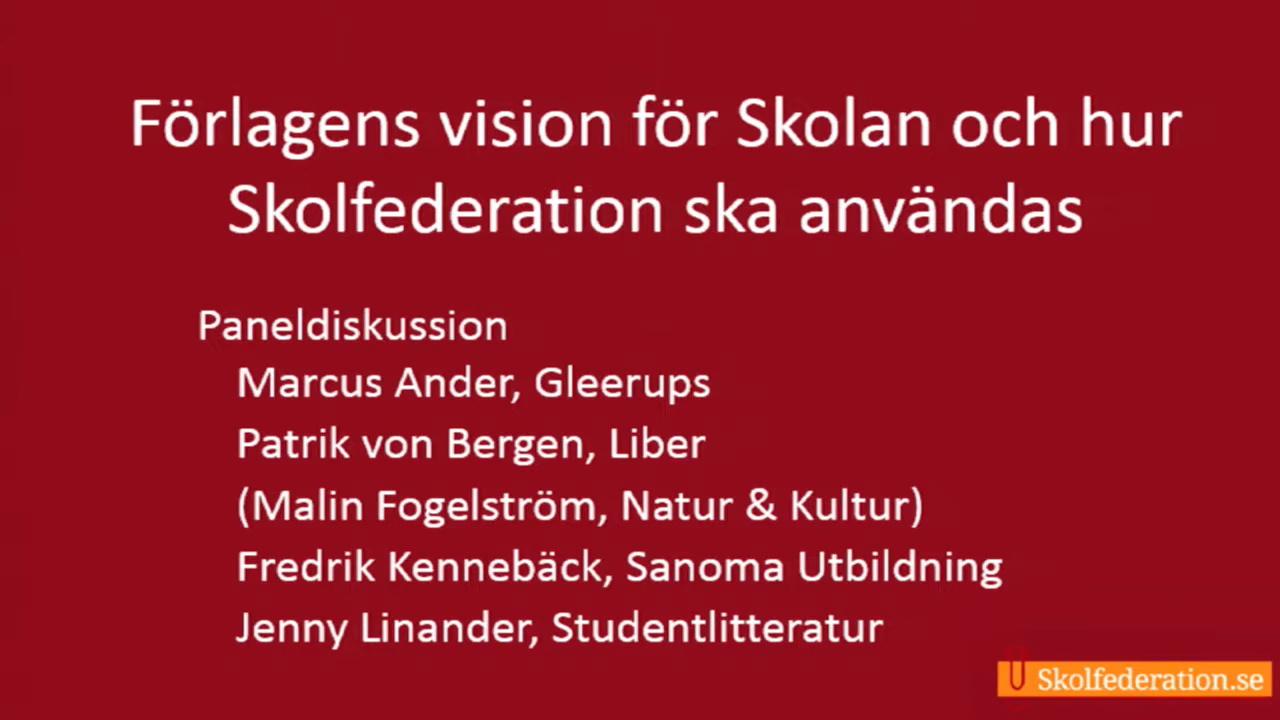 Förlagens vision för Skolan och hur
Skolfederation ska användas
Paneldiskussion
Marcus Ander, Gleerups
Patrik von Bergen, Liber
(Malin Fogelström, Natur & Kultur)
Fredrik Kennebäck, Sanoma Utbildning
Jenny Linander, Studentlitteratur
Skolfederation.se